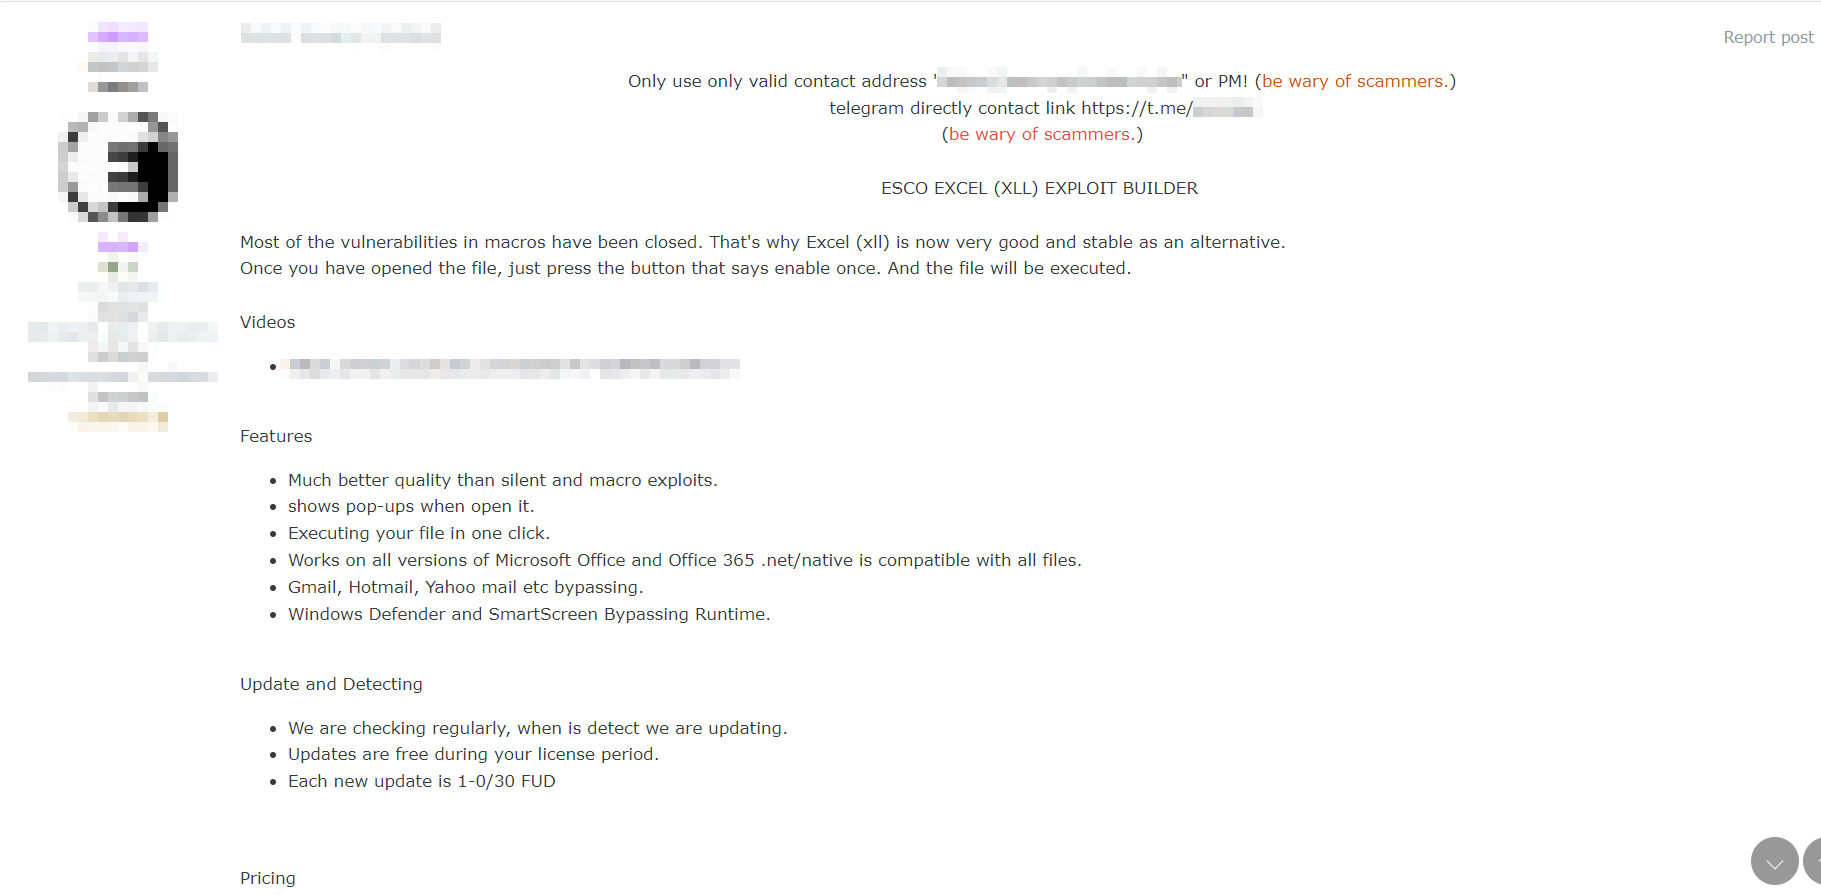 Report post
Only use only valid contact address '" or PM! (be wary of scammers.)
telegram directly contact link https://t.me/
(be wary of scammers.)
ESCO EXCEL (XLL) EXPLOIT BUILDER
Most of the vulnerabilities in macros have been closed. That's why Excel (xll) is now very good and stable as an alternative.
Once you have opened the file, just press the button that says enable once. And the file will be executed.
Videos
Features
Much better quality than silent and macro exploits.
shows pop-ups when open it.
Executing your file in one click.
Works on all versions of Microsoft Office and Office 365 .net/native is compatible with all files.
Gmail, Hotmail, Yahoo mail etc bypassing.
Windows Defender and SmartScreen Bypassing Runtime.
Update and Detecting
We are checking regularly, when is detect we are updating.
Updates are free during your license period.
Each new update is 1-0/30 FUD
Pricing